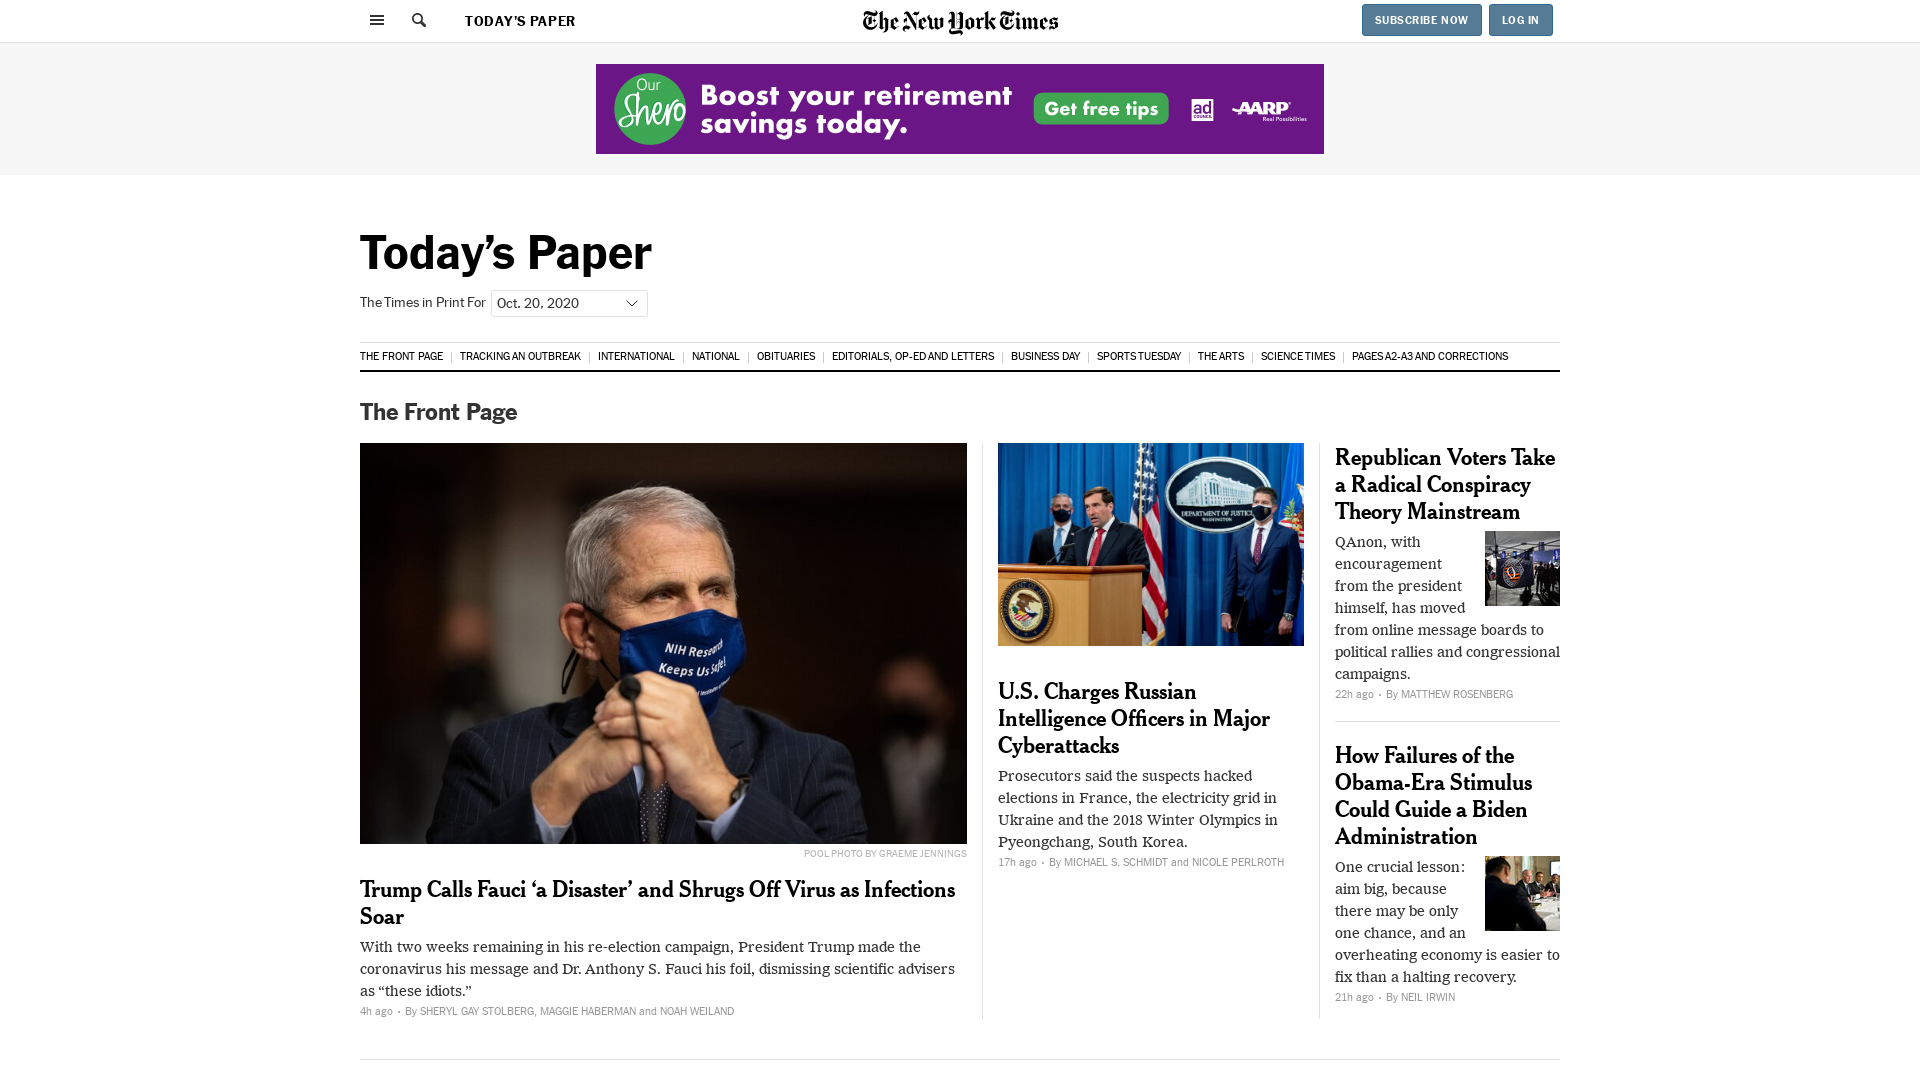 TODAY'S PAPER
The New York Times
SUBSCRIBE NOW
LOG IN
Our
Shero
Boost your retirement
savings today.
Get free tips
ad
COUNCIL
AARP
Real Possibilities
Today’s Paper
The Times in Print For
Oct. 20, 2020
THE FRONT PAGE
TRACKING AN OUTBREAK
INTERNATIONAL
NATIONAL
OBITUARIES
EDITORIALS, OP-ED AND LETTERS
BUSINESS DAY
SPORTS TUESDAY
THE ARTS
SCIENCE TIMES
PAGES A2-A3 AND CORRECTIONS
The Front Page
NIH Research
Keeps Us Safe!
POOL PHOTO BY GRAEME JENNINGS
Trump Calls Fauci ‘a Disaster’ and Shrugs Off Virus as Infections
Soar
With two weeks remaining in his re-election campaign, President Trump made the
coronavirus his message and Dr. Anthony S. Fauci his foil, dismissing scientific advisers
as “these idiots.”
4h ago • By SHERYL GAY STOLBERG, MAGGIE HABERMAN and NOAH WEILAND
DEPARTMENT OF JUSTICE
WASHINGTON
U.S. Charges Russian
Intelligence Officers in Major
Cyberattacks
Prosecutors said the suspects hacked
elections in France, the electricity grid in
Ukraine and the 2018 Winter Olympics in
Pyeongchang, South Korea.
17h ago • By MICHAEL S. SCHMIDT and NICOLE PERLROTH
Republican Voters Take
a Radical Conspiracy
Theory Mainstream
QAnon, with
encouragement
from the president
himself, has moved
from online message boards to
political rallies and congressional
campaigns.
22h ago • By MATTHEW ROSENBERG
How Failures of the
Obama-Era Stimulus
Could Guide a Biden
Administration
One crucial lesson:
aim big, because
there may be only
one chance, and an
overheating economy is easier to
fix than a halting recovery.
21h ago • By NEIL IRWIN